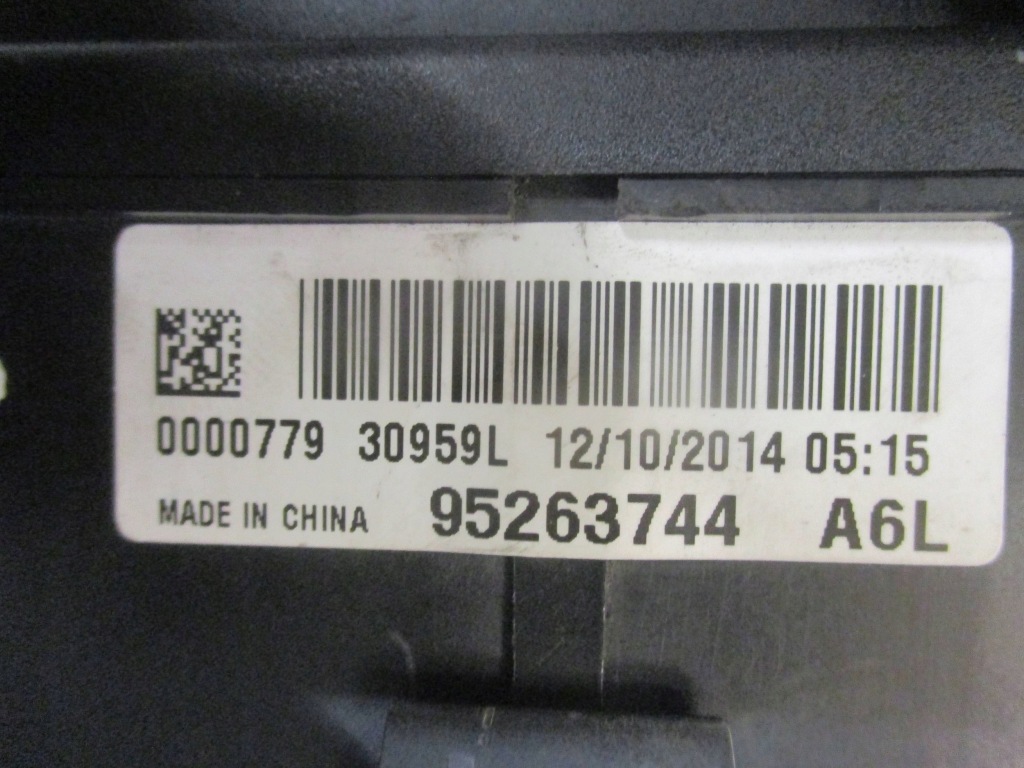 0000779 30959L 12/10/2014 05:15
MADE IN CHINA 95263744 A6L